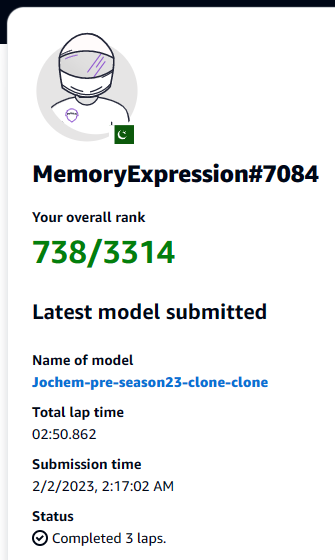 MemoryExpression#7084
Your overall rank
738/3314
Latest model submitted
Name of model
Jochem-pre-season23-clone-clone
Total lap time
02:50.862
Submission time
2/2/2023, 2:17:02 AM
Status
Completed 3 laps.